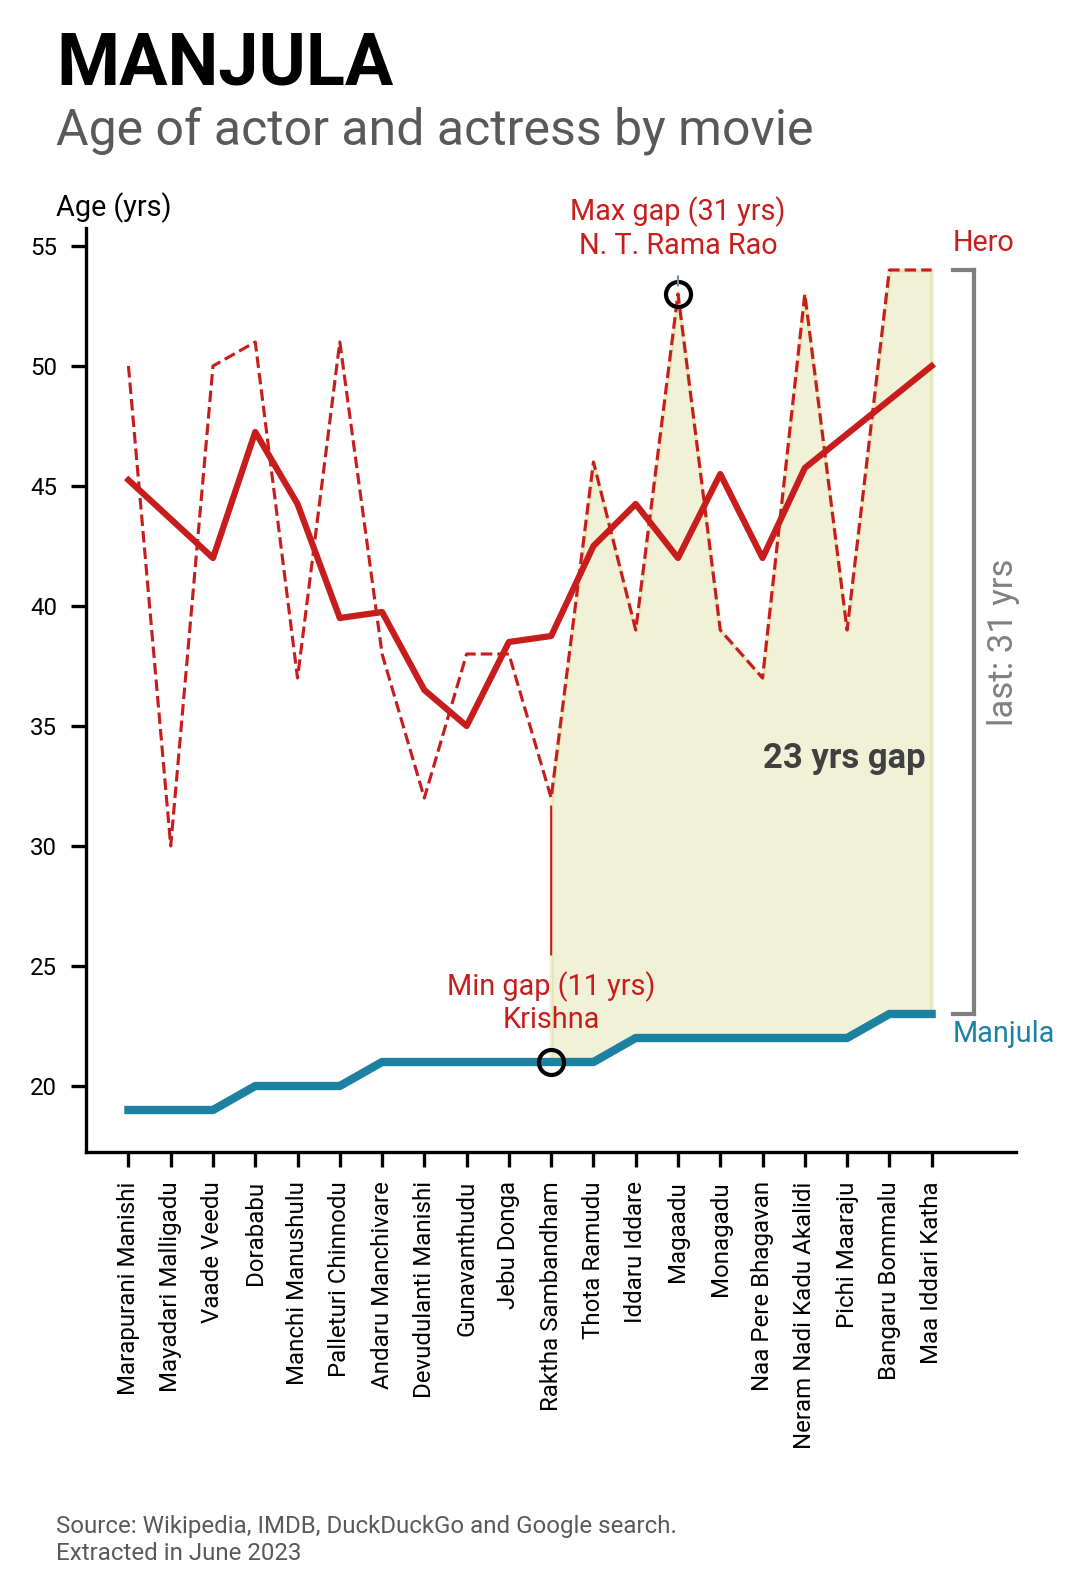 MANJULA
Age of actor and actress by movie
Age (yrs)
Max gap (31 yrs)
N. T. Rama Rao
Hero
55
50
45
40
35
30
25
20
last: 31 yrs
23 yrs gap
Min gap (11 yrs)
Krishna
Manjula
Marapurani Manishi
Mayadari Malligadu
Vaade Veedu
Dorababu
Manchi Manushulu
Palleturi Chinnodu
Andaru Manchivare
Devudulanti Manishi
Gunavanthudu
Jebu Donga
Raktha Sambandham
Thota Ramudu
Iddaru Iddare
Magaadu
Monagadu
Naa Pere Bhagavan
Neram Nadi Kadu Akalidi
Pichi Maaraju
Bangaru Bommalu
Maa Iddari Katha
Source: Wikipedia, IMDB, DuckDuckGo and Google search.
Extracted in June 2023